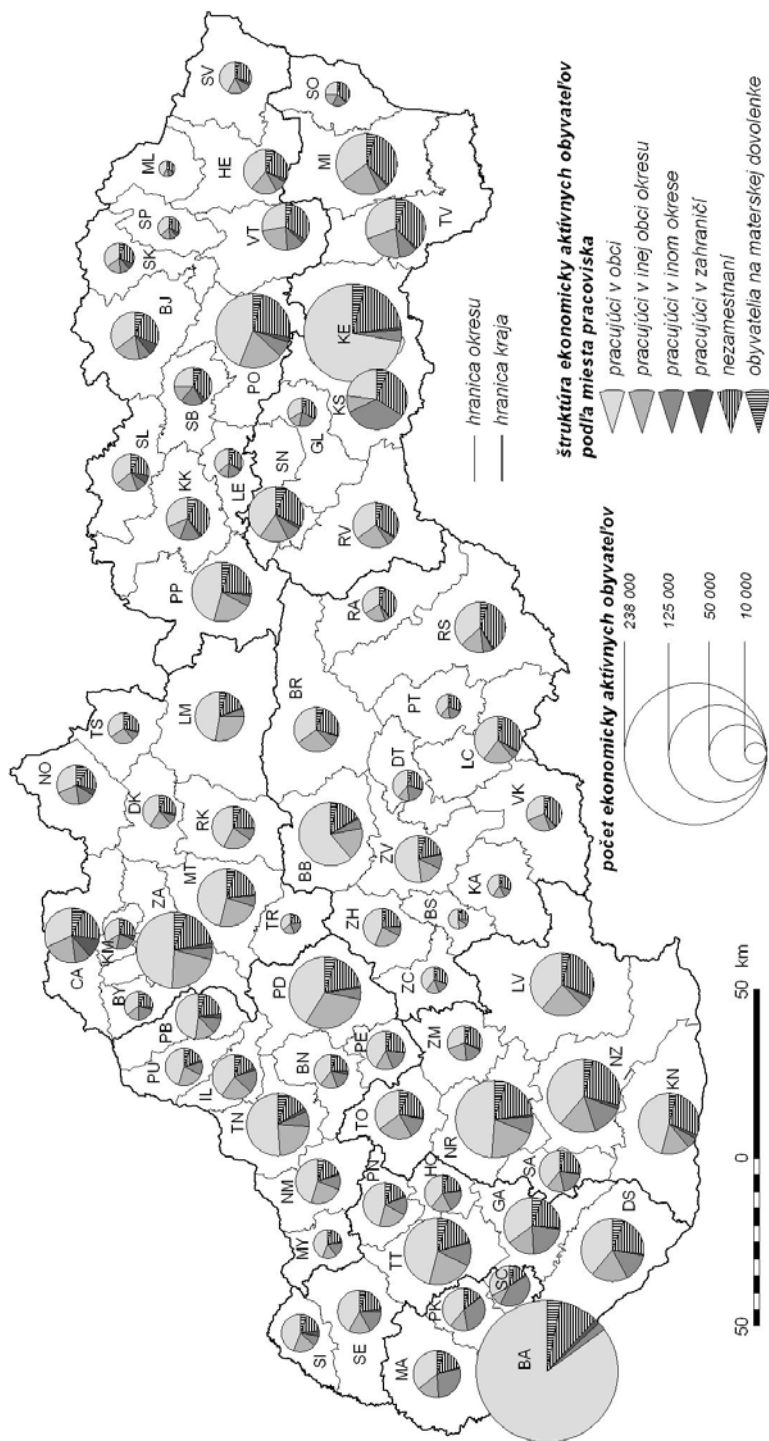 SV
SO
ML
HE
MI
SP
SK
VT
TV
BJ
SB
PO
KE
KS
SL
KK
LE
SN
GL
RV
PP
RA
RS
TS
LM
BR
PT
LC
NO
DK
RK
DT
BB
ZV
VK
CA
KM
ZA
MT
TR
ZH
BS
KA
BY
PB
PD
ZC
LV
PU
IL
BN
PE
ZM
TN
TO
NR
NZ
KN
NM
PN
HC
SA
MY
TT
GA
DS
SI
SE
PK
SC
MA
BA
hranica okresu
hranica kraja
štruktúra ekonomicky aktívnych obyvateľov
podľa miesta pracoviska
pracujúci v obci
pracujúci v inej obci okresu
pracujúci v inom okrese
pracujúci v zahraničí
nezamestnaní
obyvatelia na materskej dovolenke
počet ekonomicky aktívnych obyvateľov
238 000
125 000
50 000
10 000
50 0 50 km